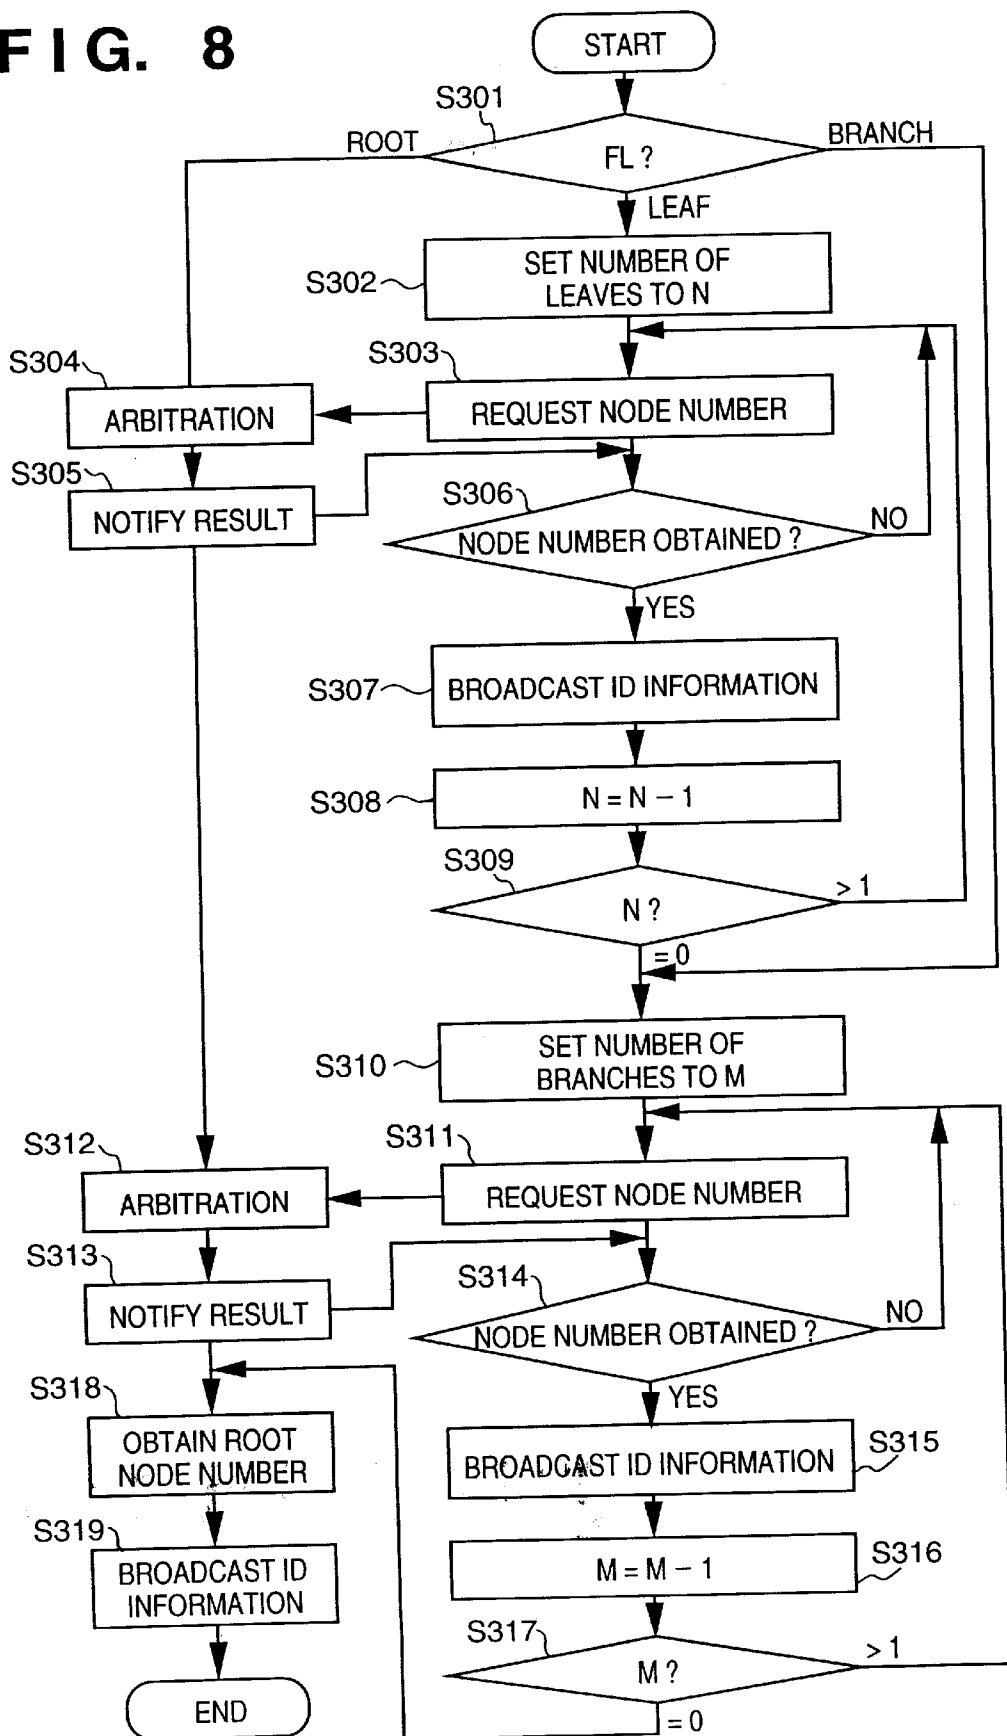 FIG. 8
START
S301
ROOT
FL ?
BRANCH
LEAF
S302
SET NUMBER OF
LEAVES TO N
S303
S304
ARBITRATION
REQUEST NODE NUMBER
S305
NOTIFY RESULT
S306
NODE NUMBER OBTAINED ?
NO
YES
S307
BROADCAST ID INFORMATION
S308
N = N – 1
S309
N ?
> 1
= 0
S310
SET NUMBER OF
BRANCHES TO M
S311
S312
ARBITRATION
REQUEST NODE NUMBER
S313
NOTIFY RESULT
S314
NODE NUMBER OBTAINED ?
NO
YES
S318
OBTAIN ROOT
NODE NUMBER
S315
BROADCAST ID INFORMATION
S319
BROADCAST ID
INFORMATION
S316
M = M – 1
S317
M ?
> 1
= 0
END